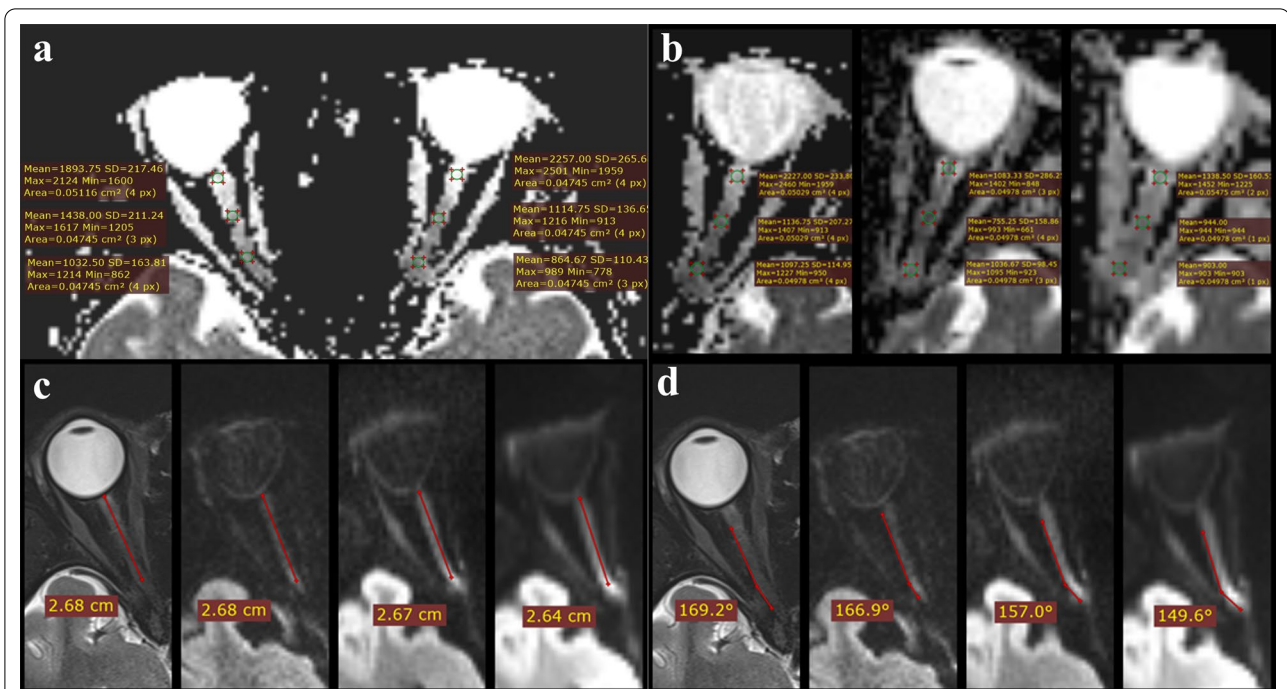 a
Mean=1893.75 SD=217.46
Max=2124 Min=1600
Area=0.05116 cm² (4 px)
Mean=1438.00 SD=211.24
Max=1617 Min=1205
Area=0.04745 cm² (3 px)
Mean=1032.50 SD=163.81
Max=1214 Min=862
Area=0.04745 cm² (4 px)
Mean=2257.00 SD=265.6
Max=2501 Min=1959
Area=0.04745 cm² (4 px)
Mean=1114.75 SD=136.65
Max=1216 Min=913
Area=0.04745 cm² (4 px)
Mean=864.67 SD=110.43
Max=989 Min=778
Area=0.04745 cm² (3 px)
b
Mean=2227.00 SD=233.80
Max=2460 Min=1959
Area=0.05029 cm² (4 px)
Mean=1136.75 SD=207.27
Max=1407 Min=913
Area=0.05029 cm² (4 px)
Mean=1097.25 SD=114.95
Max=1227 Min=950
Area=0.04978 cm² (4 px)
Mean=1083.33 SD=286.25
Max=1402 Min=848
Area=0.04978 cm² (3 px)
Mean=755.25 SD=158.86
Max=993 Min=661
Area=0.04978 cm² (4 px)
Mean=1036.67 SD=98.45
Max=1095 Min=923
Area=0.04978 cm² (3 px)
Mean=1338.50 SD=160.51
Max=1452 Min=1225
Area=0.05475 cm² (2 px)
Mean=944.00
Max=944 Min=944
Area=0.04978 cm² (1 px)
Mean=903.00
Max=903 Min=903
Area=0.04978 cm² (1 px)
c
2.68 cm
2.68 cm
2.67 cm
2.64 cm
d
169.2°
166.9°
157.0°
149.6°